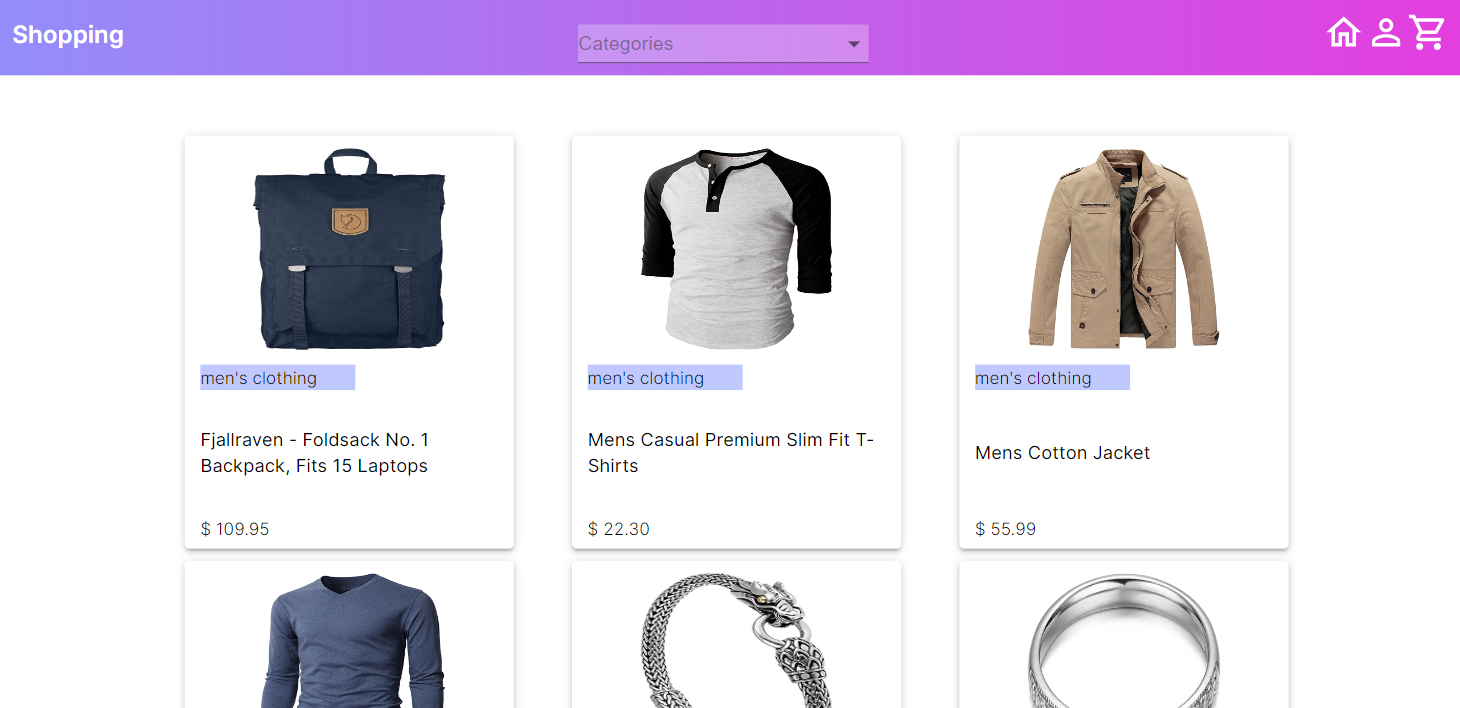 Shopping
Categories
men's clothing
Fjallraven - Foldsack No. 1
Backpack, Fits 15 Laptops
$ 109.95
men's clothing
Mens Casual Premium Slim Fit T-
Shirts
$ 22.30
men's clothing
Mens Cotton Jacket
$ 55.99